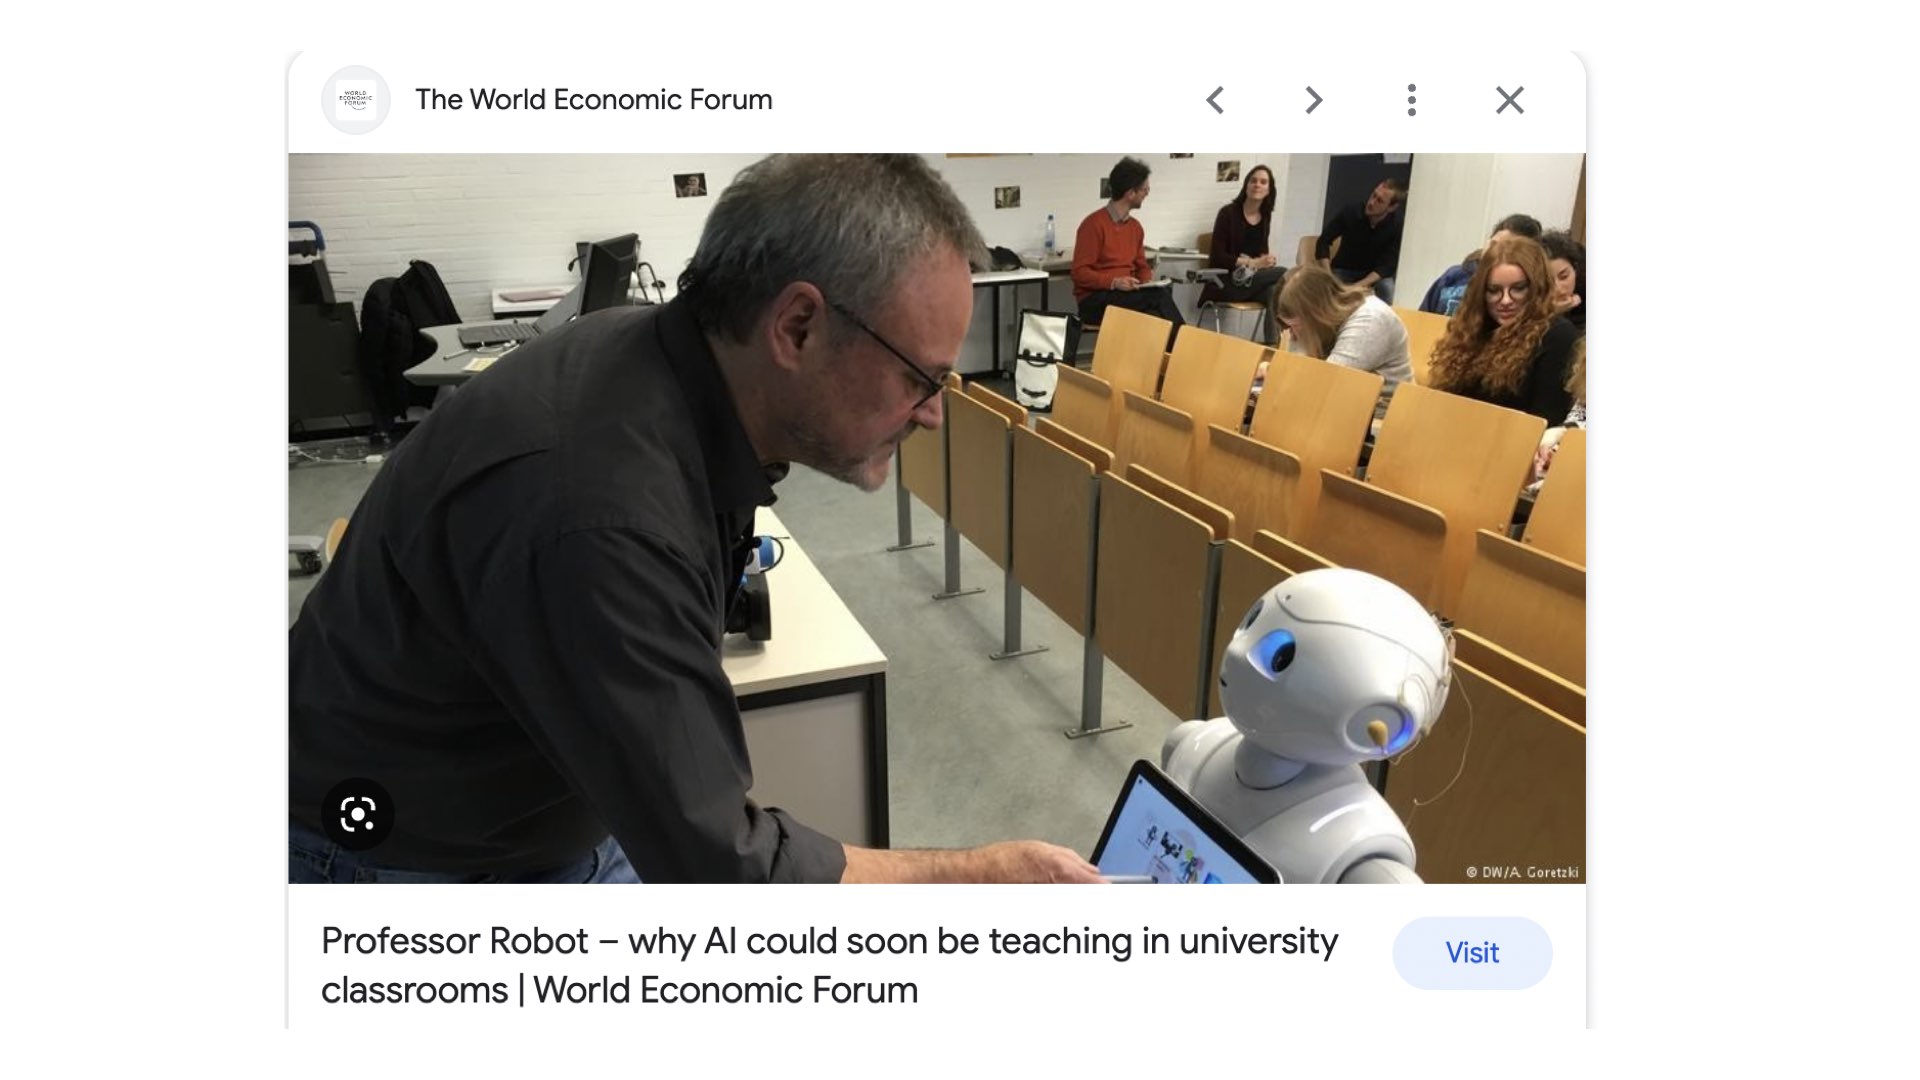 WORLD
ECONOMIC
FORUM
The World Economic Forum
© DW/A. Goretzki
Professor Robot – why AI could soon be teaching in university
classrooms | World Economic Forum
Visit